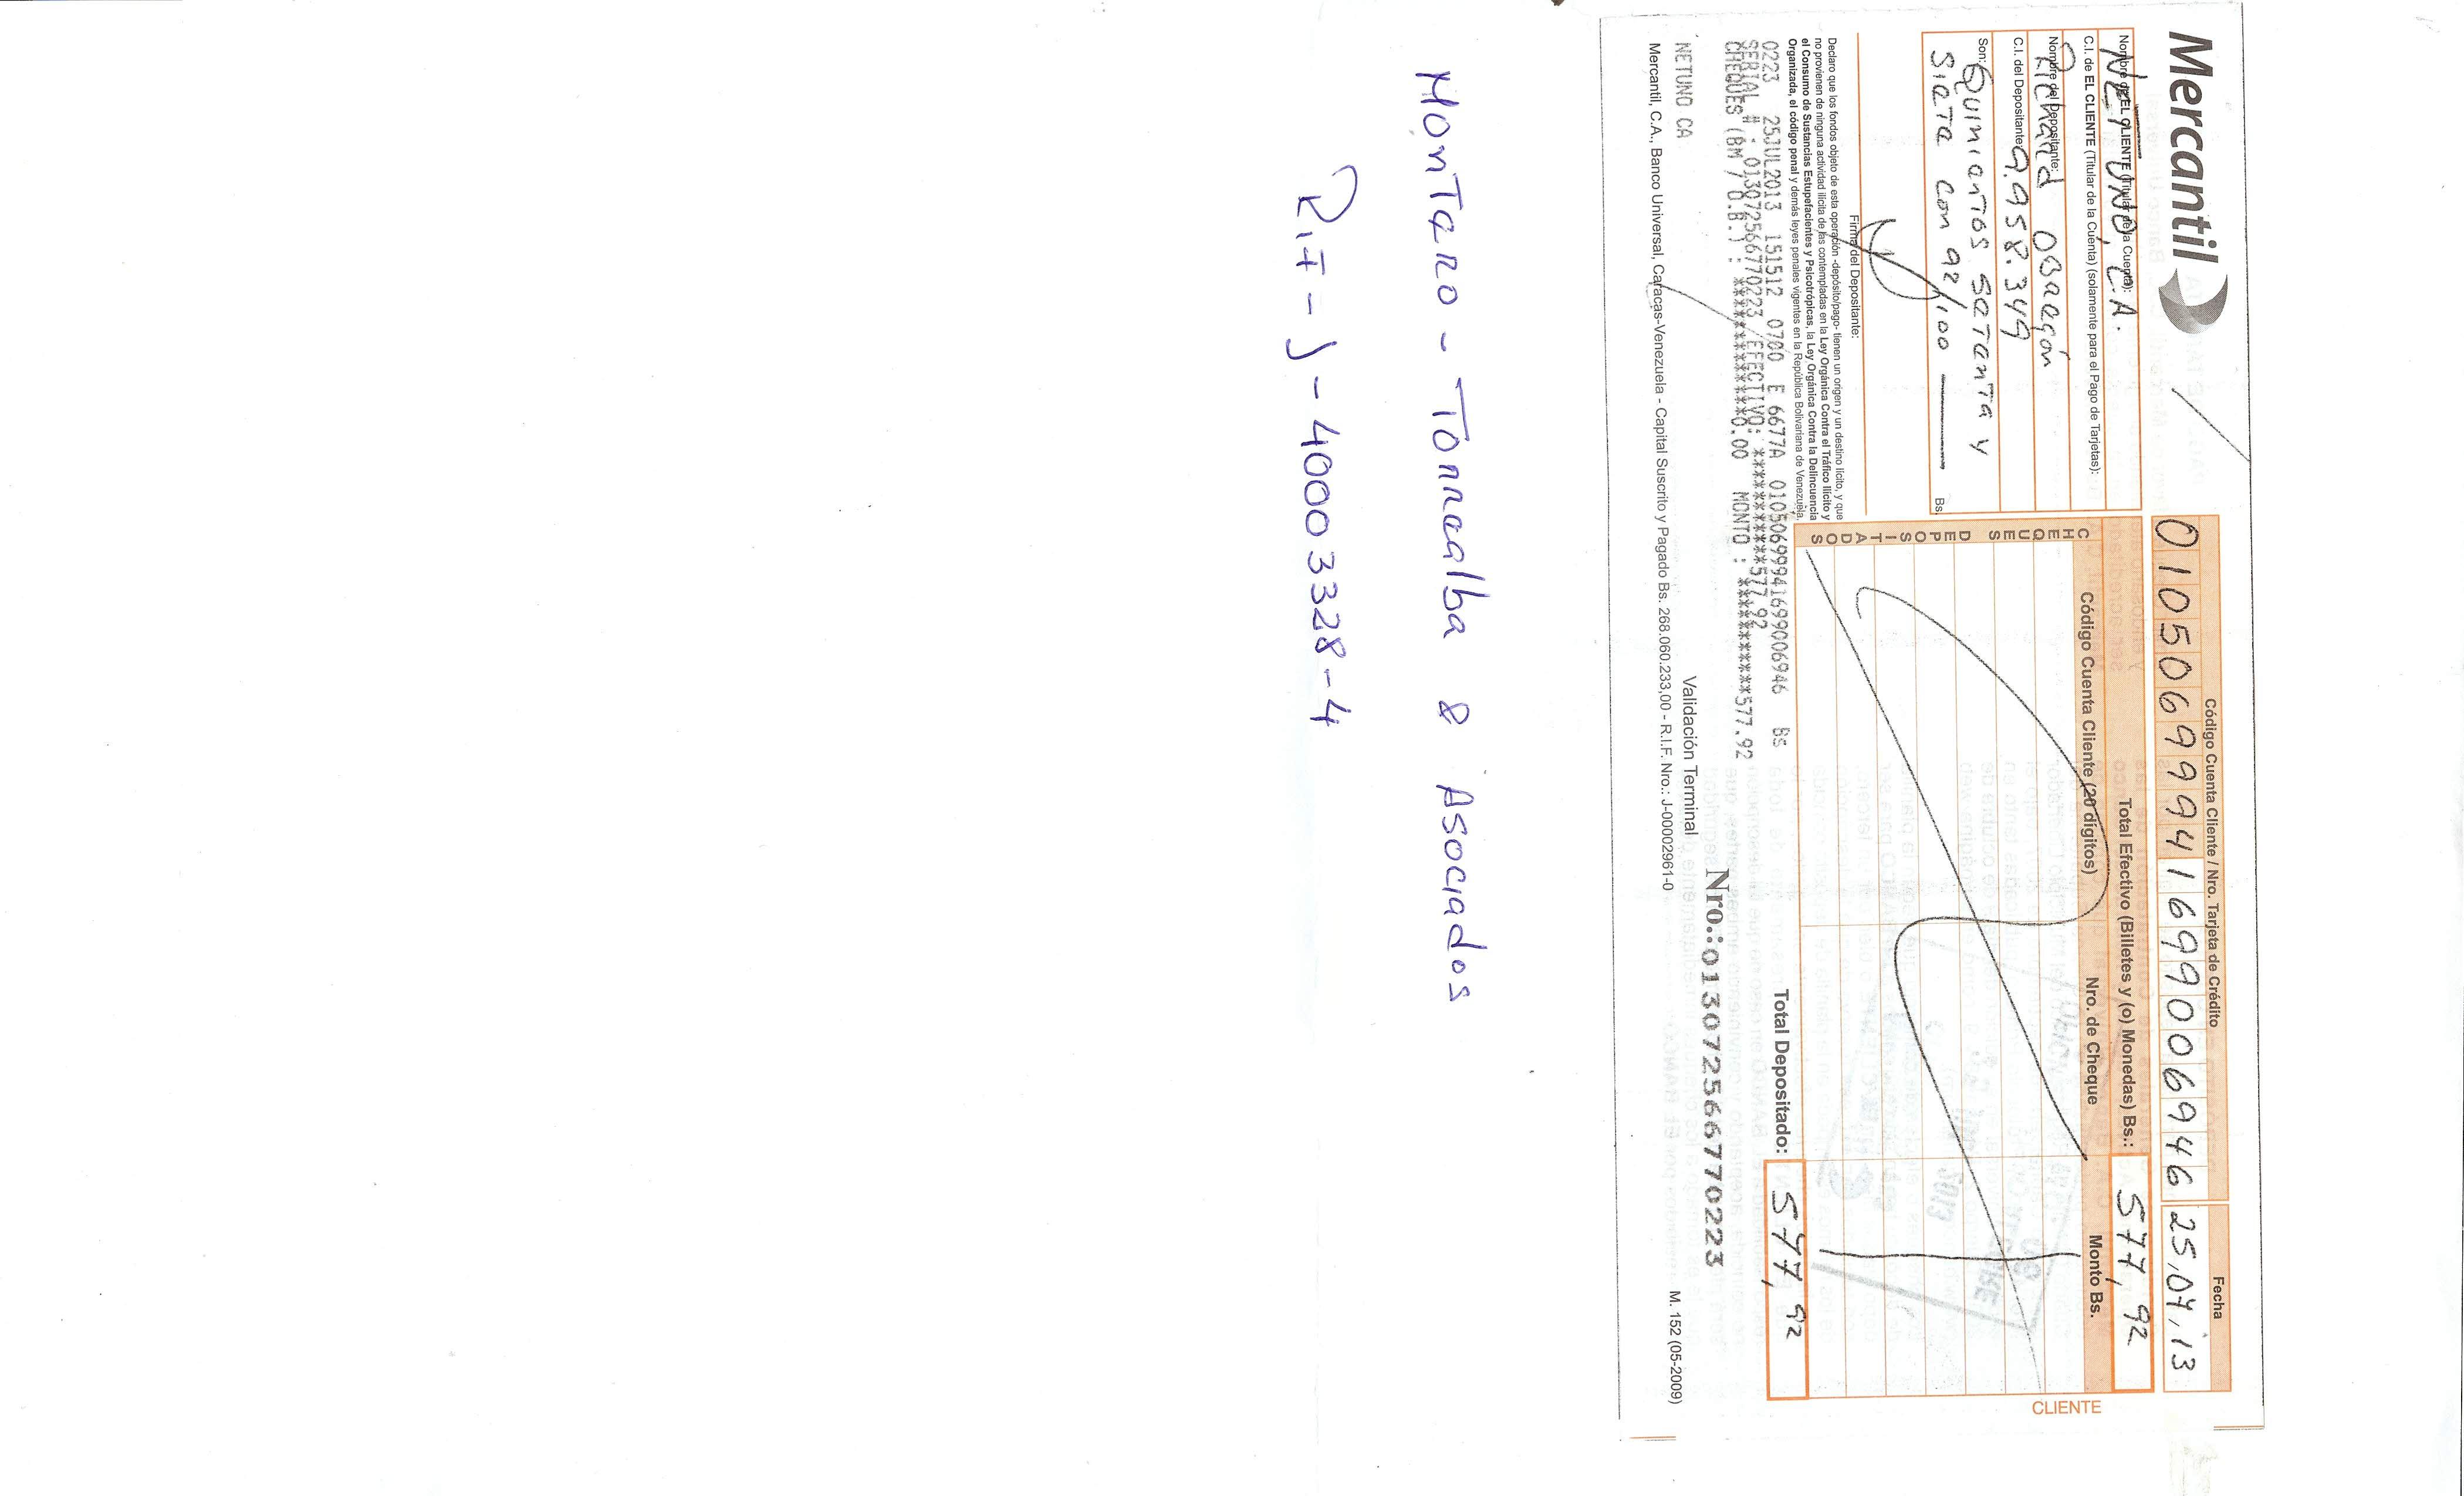 Mercantil
Código Cuenta Cliente / Nro. Tarjeta de Crédito
Fecha
010506999941699006946
25,07,13
Nombre de EL CLIENTE (Titular de la Cuenta):
NETUNO, C.A.
Total Efectivo (Billetes y (o) Monedas) Bs.:
577,92
C.I. de EL CLIENTE (Titular de la Cuenta) (solamente para el Pago de Tarjetas):
Nombre del Depositante:
Richard Obregón
C.I. del Depositante:
9.958.349
Son:
Quinientos setenta y
siete con 92/100
Bs.
CHEQUES DEPOSITADOS
Código Cuenta Cliente (20 dígitos)
Nro. de Cheque
Monto Bs.
Firma del Depositante:
Declaro que los fondos objeto de esta operación -depósito/pago- tienen un origen y un destino lícito, y que
no provienen de ninguna actividad ilícita de las contempladas en la Ley Orgánica Contra el Tráfico Ilícito y
el Consumo de Sustancias Estupefacientes y Psicotrópicas, la Ley Orgánica Contra la Delincuencia
Organizada, el código penal y demás leyes penales vigentes en la República Bolivariana de Venezuela.
Total Depositado:
577,92
0223 25JUL2013 151512 0700 E 6677A 010506999941699006946 Bs
SERIAL # : 0130725667770223 /EFECTIVO: ************577.92
CHEQUES (BM / O.B.) : ***************0.00 MONTO : *************577.92
Nro.:0130725667770223
NETUNO CA
Validación Terminal
Mercantil, C.A., Banco Universal, Caracas-Venezuela - Capital Suscrito y Pagado Bs. 268.060.233,00 - R.I.F. Nro.: J-00002961-0
M. 152 (05-2009)
CLIENTE
Montero - Torrealba & Asociados
Rif - J - 40003328-4